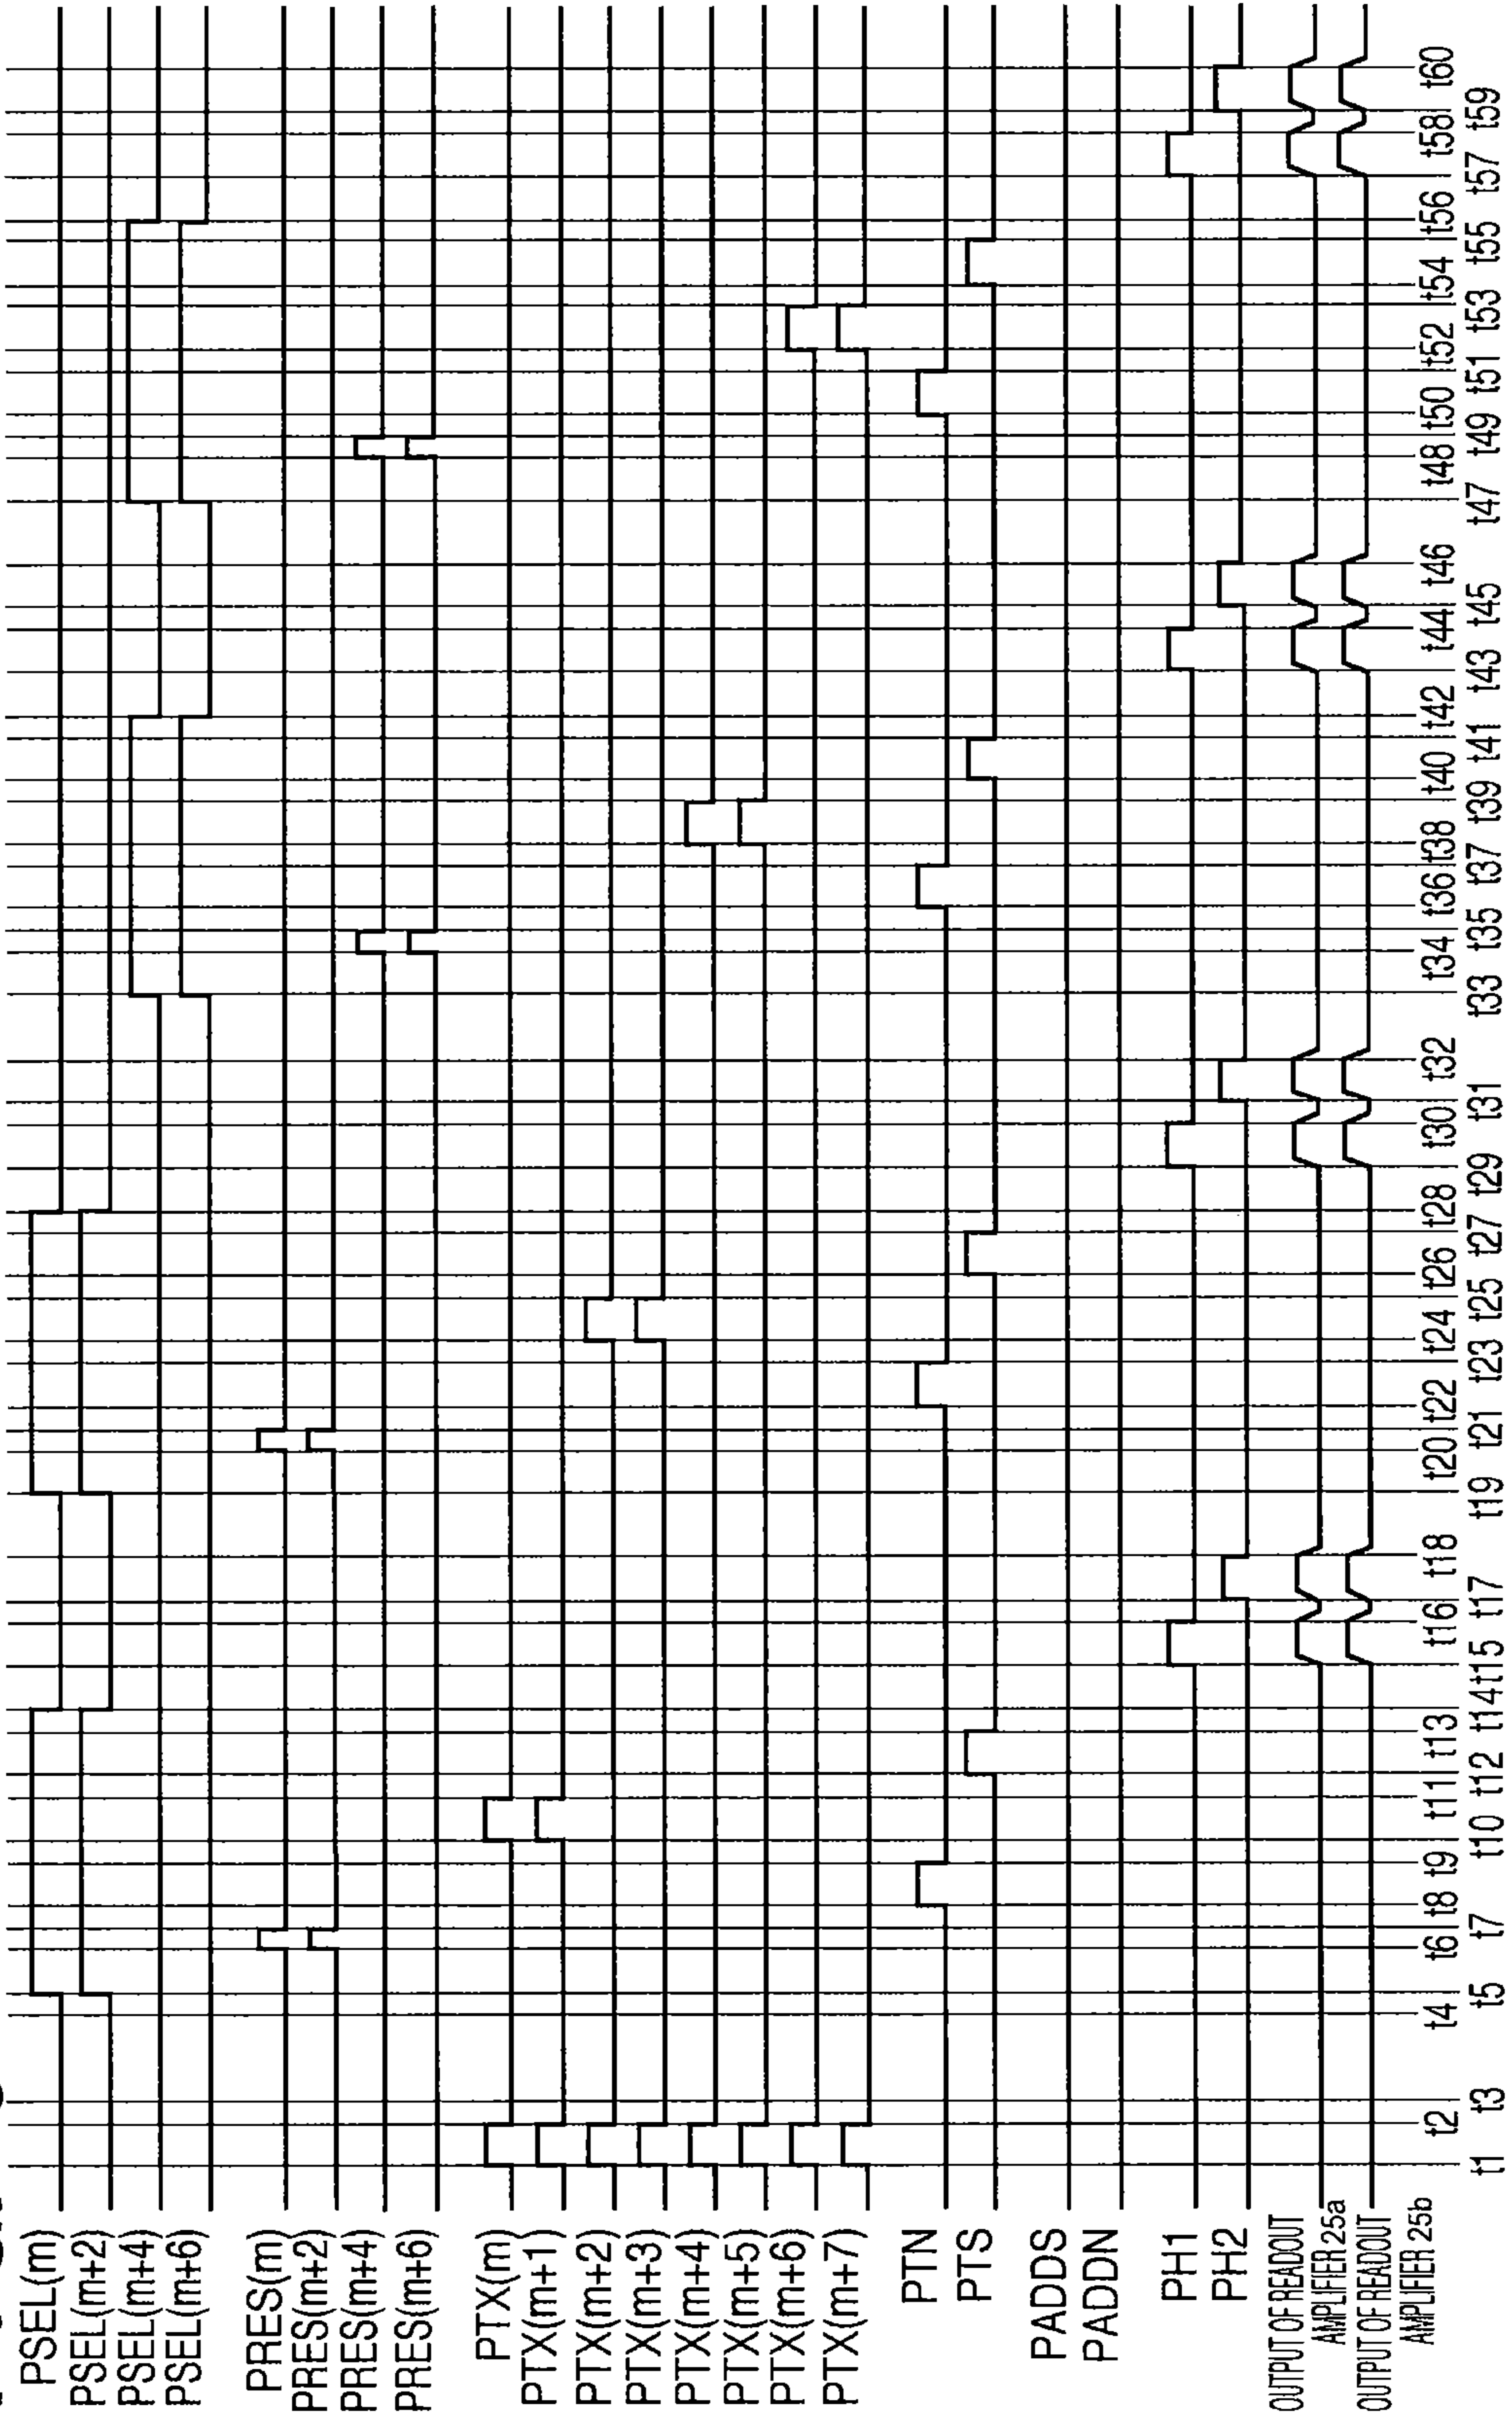 PSEL(m)
PSEL(m+2)
PSEL(m+4)
PSEL(m+6)
PRES(m)
PRES(m+2)
PRES(m+4)
PRES(m+6)
PTX(m)
PTX(m+1)
PTX(m+2)
PTX(m+3)
PTX(m+4)
PTX(m+5)
PTX(m+6)
PTX(m+7)
PTN
PTS
PADDS
PADDN
PH1
PH2
OUTPUT OF READOUT
AMPLIFIER 25a
OUTPUT OF READOUT
AMPLIFIER 25b
t2 t4 t6 t8 t9 t11 t13 t16 t18 t20 t22 t24 t26 t28 t30 t32 t34 t36 t38 t40 t42 t44 t46 t48 t50 t52 t54 t56 t58 t60
t1 t3 t5 t7 t10 t12 t14 t15 t17 t19 t21 t23 t25 t27 t29 t31 t33 t35 t37 t39 t41 t43 t45 t47 t49 t51 t53 t55 t57 t59